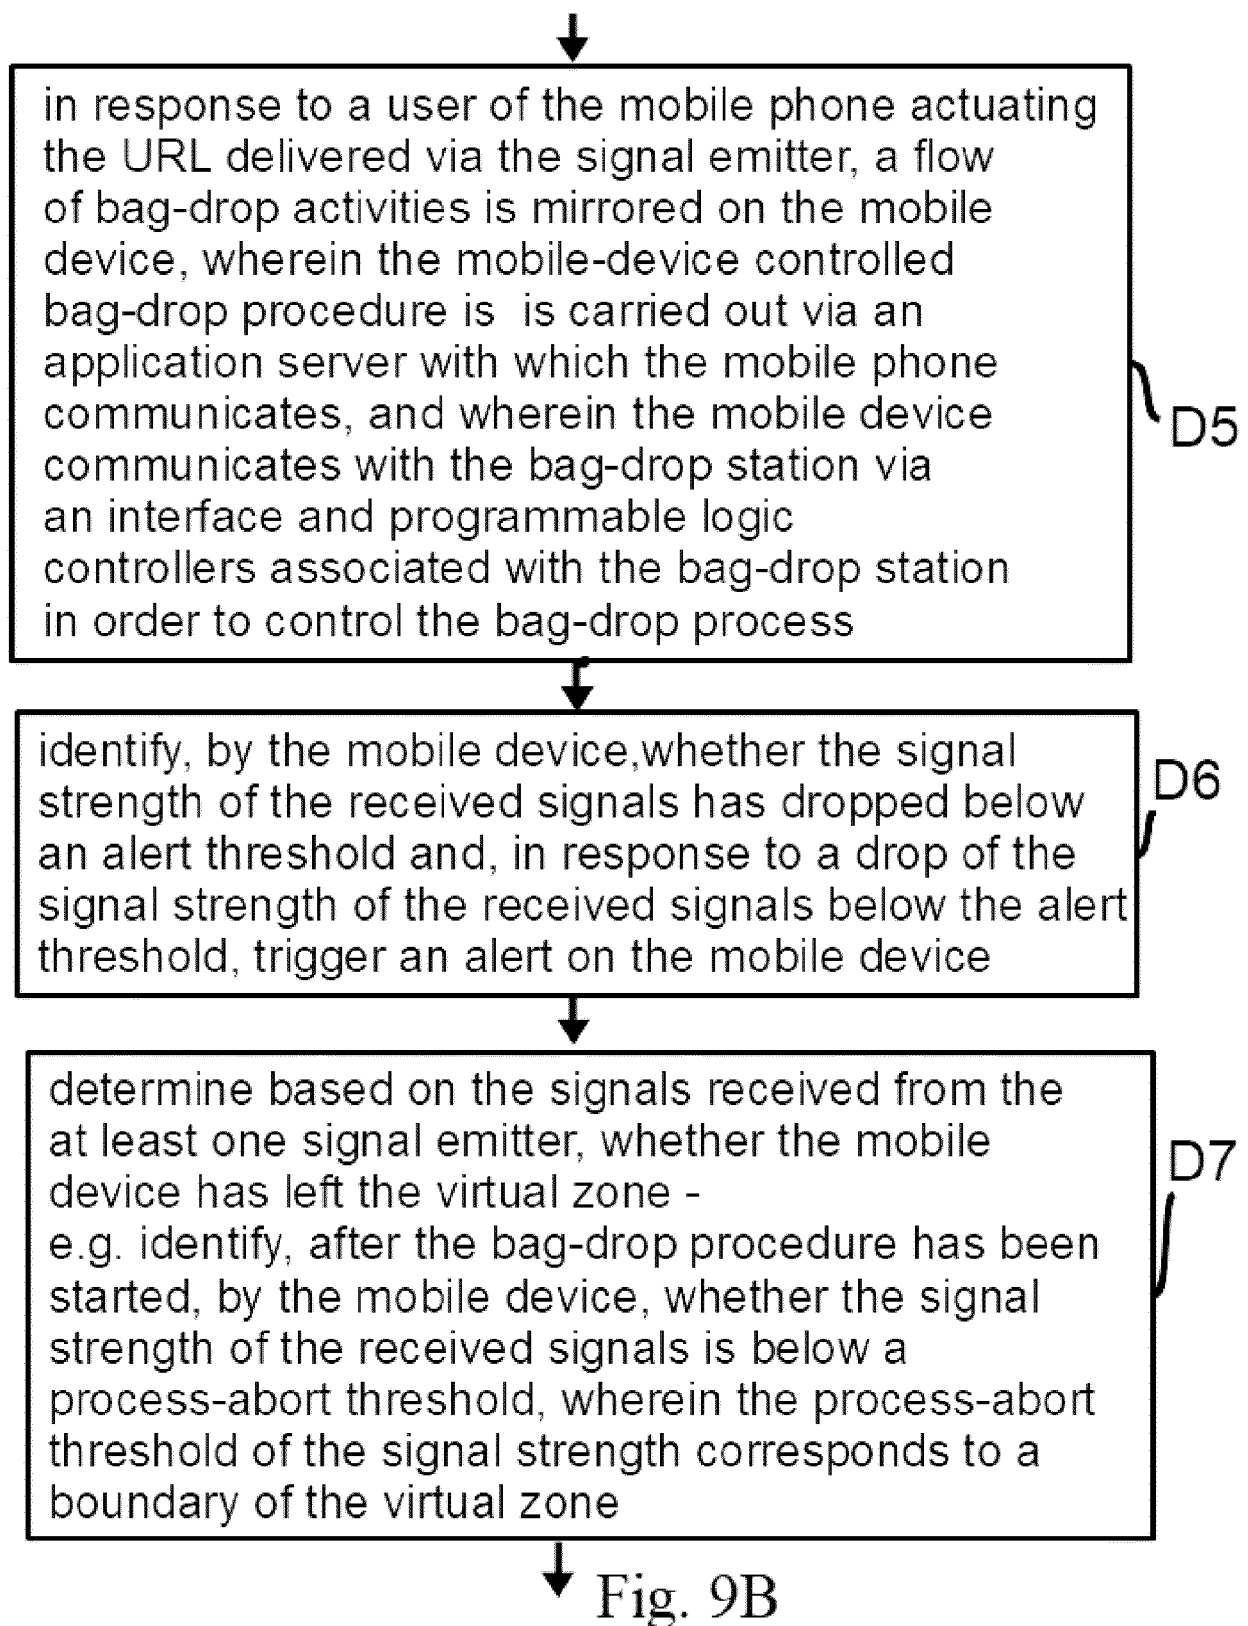 in response to a user of the mobile phone actuating
the URL delivered via the signal emitter, a flow
of bag-drop activities is mirrored on the mobile
device, wherein the mobile-device controlled
bag-drop procedure is  is carried out via an
application server with which the mobile phone
communicates, and wherein the mobile device
communicates with the bag-drop station via
an interface and programmable logic
controllers associated with the bag-drop station
in order to control the bag-drop process
D5
identify, by the mobile device,whether the signal
strength of the received signals has dropped below
an alert threshold and, in response to a drop of the
signal strength of the received signals below the alert
threshold, trigger an alert on the mobile device
D6
determine based on the signals received from the
at least one signal emitter, whether the mobile
device has left the virtual zone -
e.g. identify, after the bag-drop procedure has been
started, by the mobile device, whether the signal
strength of the received signals is below a
process-abort threshold, wherein the process-abort
threshold of the signal strength corresponds to a
boundary of the virtual zone
D7
Fig. 9B